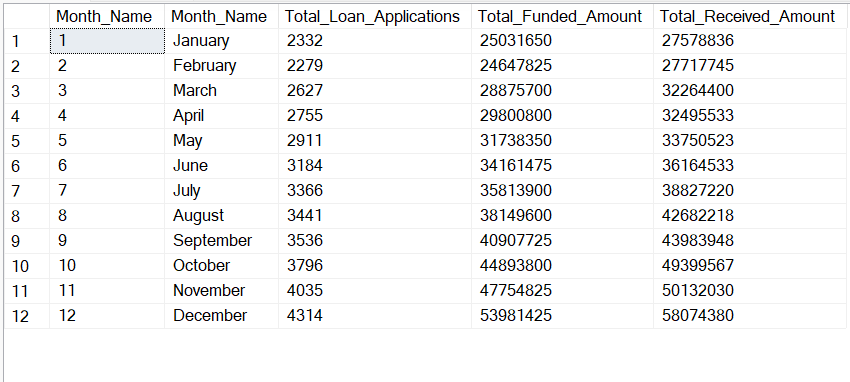 Month_Name Month_Name Total_Loan_Applications Total_Funded_Amount Total_Received_Amount
1 1 January 2332 25031650 27578836
2 2 February 2279 24647825 27717745
3 3 March 2627 28875700 32264400
4 4 April 2755 29800800 32495533
5 5 May 2911 31738350 33750523
6 6 June 3184 34161475 36164533
7 7 July 3366 35813900 38827220
8 8 August 3441 38149600 42682218
9 9 September 3536 40907725 43983948
10 10 October 3796 44893800 49399567
11 11 November 4035 47754825 50132030
12 12 December 4314 53981425 58074380